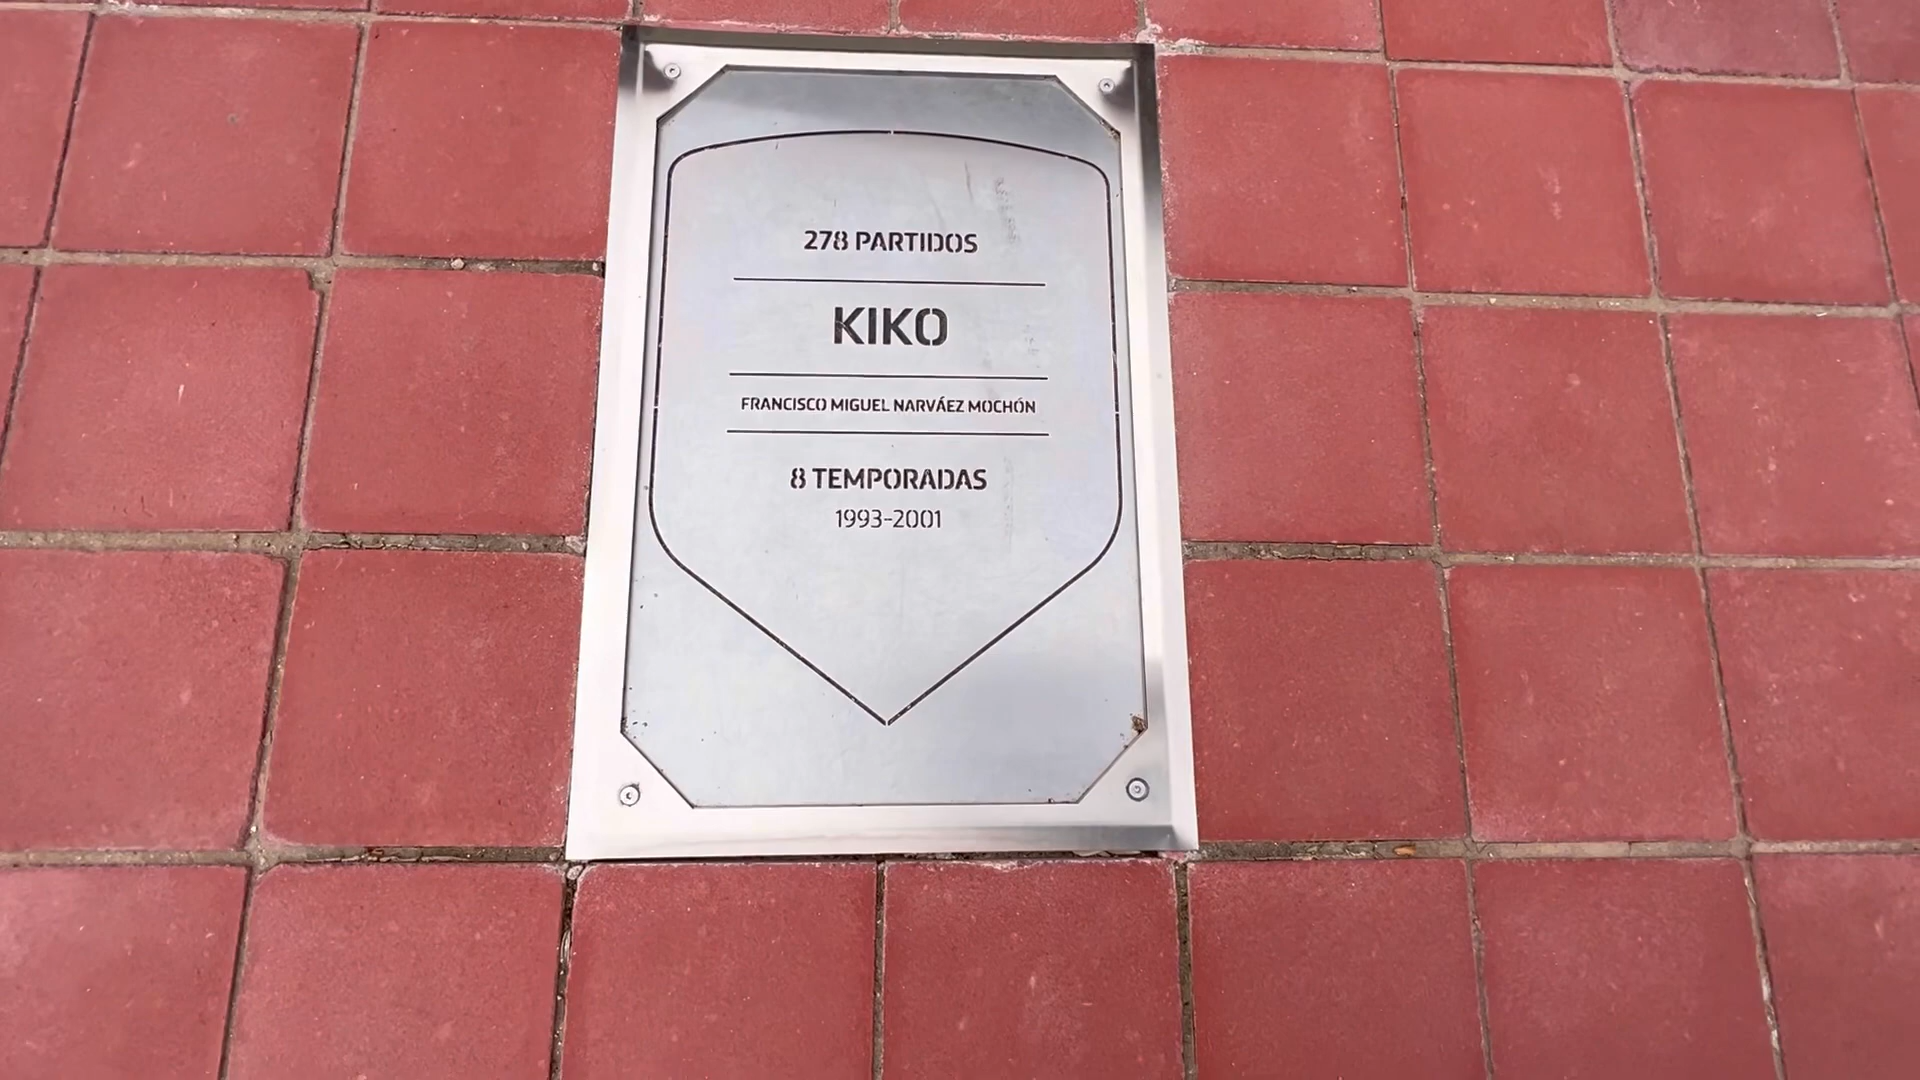 278 PARTIDOS
KIKO
FRANCISCO MIGUEL NARVÁEZ MOCHÓN
8 TEMPORADAS
1993-2001